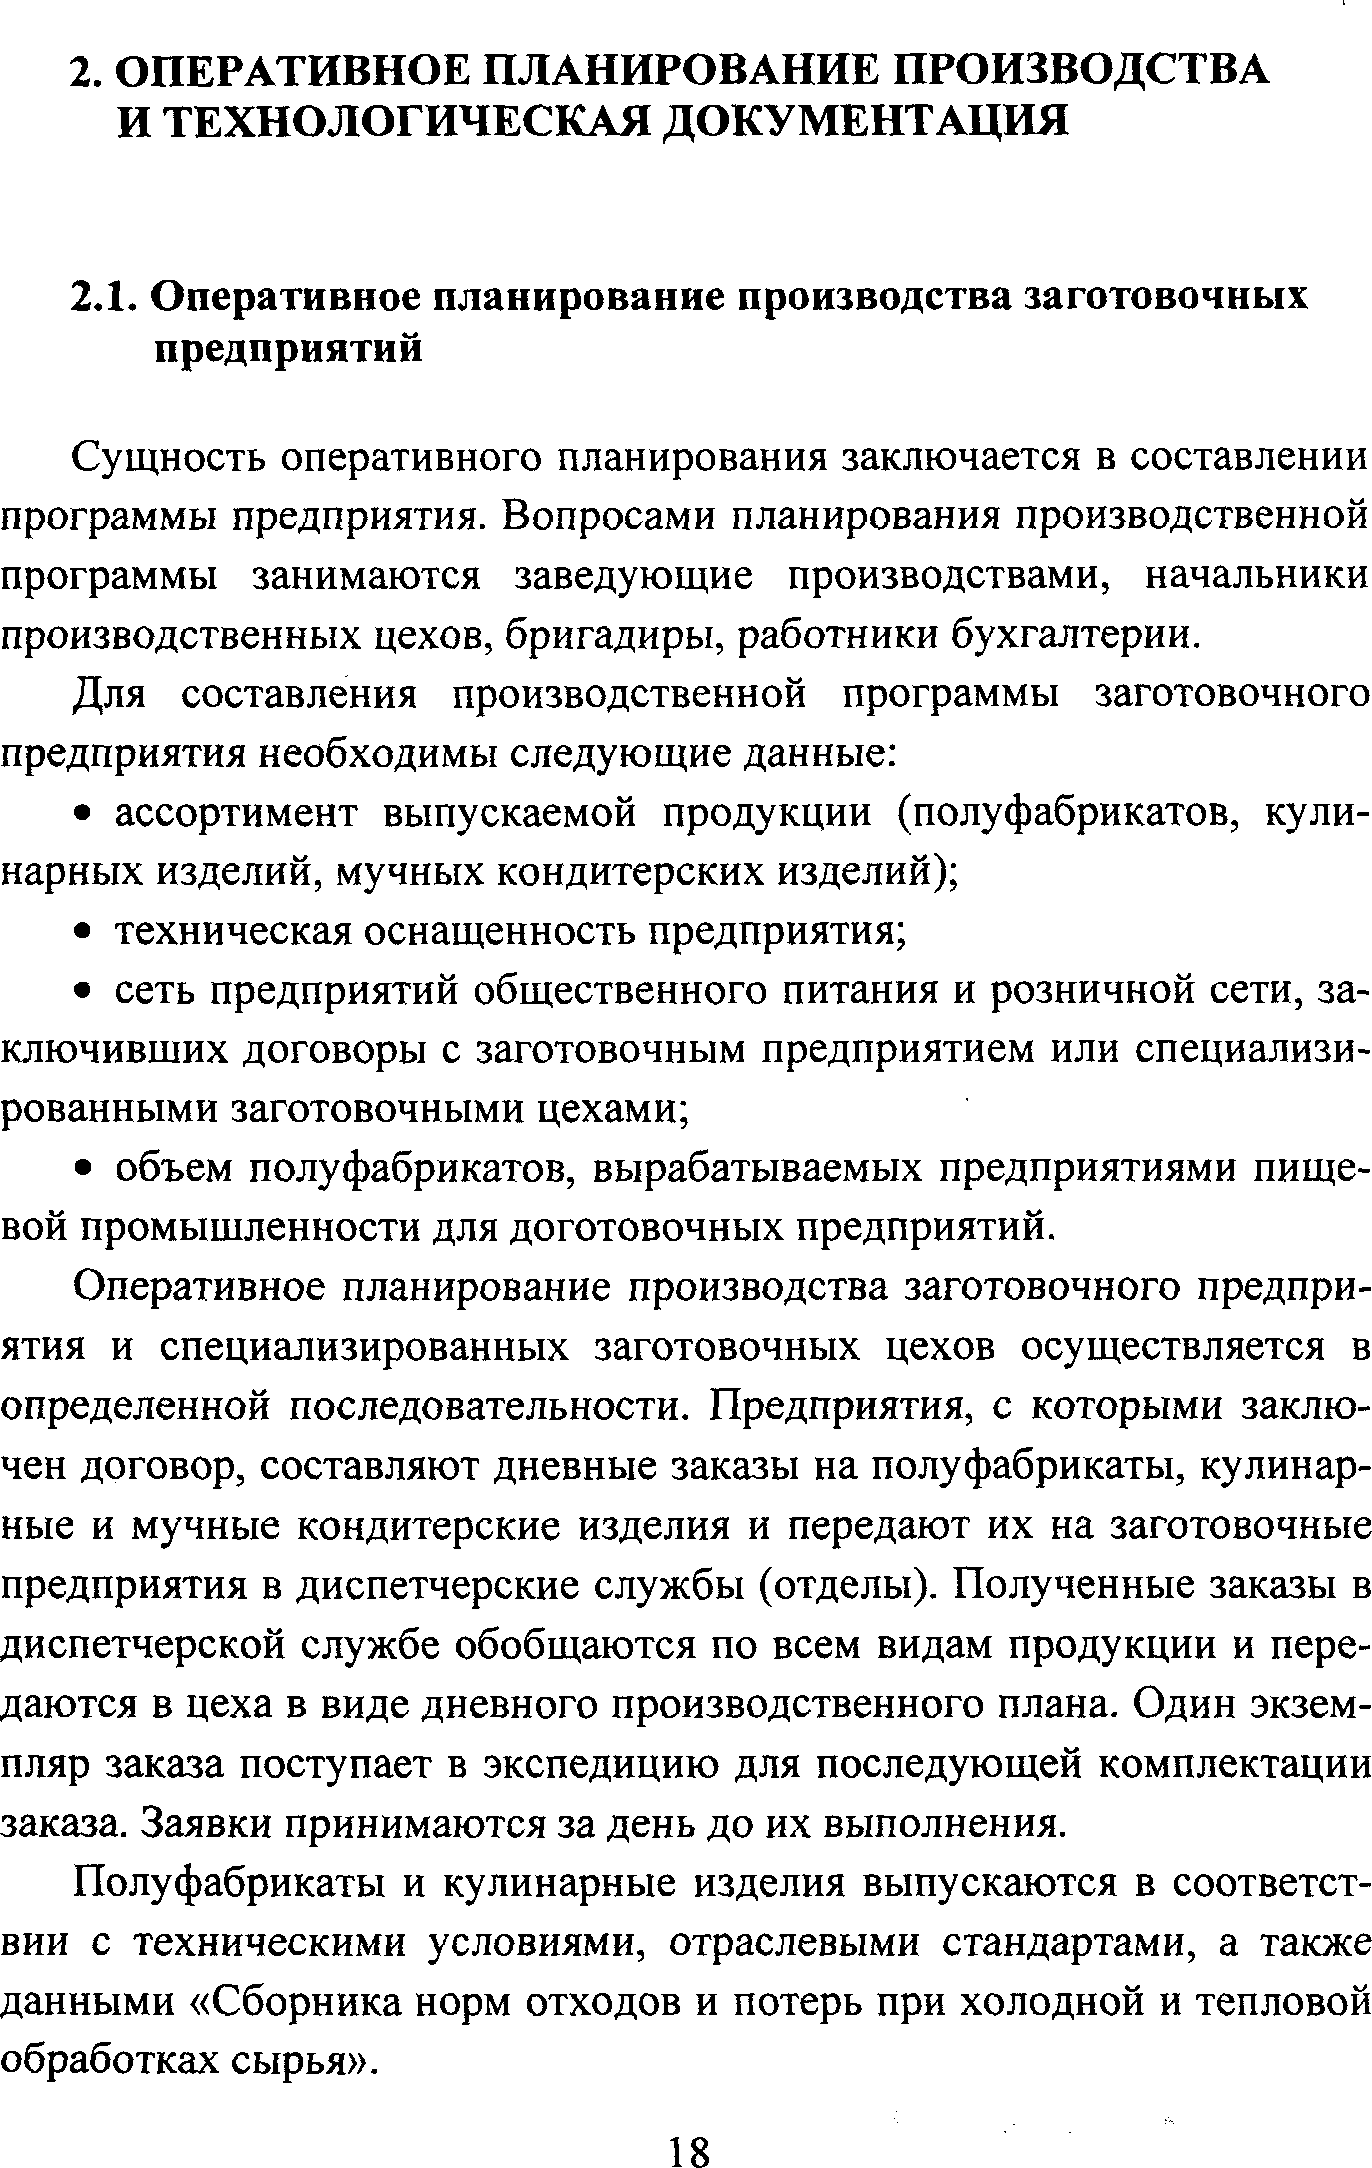 2. ОПЕРАТИВНОЕ ПЛАНИРОВАНИЕ ПРОИЗВОДСТВА
И ТЕХНОЛОГИЧЕСКАЯ ДОКУМЕНТАЦИЯ
2.1. Оперативное планирование производства заготовочных
предприятий
Сущность оперативного планирования заключается в составлении
программы предприятия. Вопросами планирования производственной
программы занимаются заведующие производствами, начальники
производственных цехов, бригадиры, работники бухгалтерии.
Для составления производственной программы заготовочного
предприятия необходимы следующие данные:
• ассортимент выпускаемой продукции (полуфабрикатов, кули-
нарных изделий, мучных кондитерских изделий);
• техническая оснащенность предприятия;
• сеть предприятий общественного питания и розничной сети, за-
ключивших договоры с заготовочным предприятием или специализи-
рованными заготовочными цехами;
• объем полуфабрикатов, вырабатываемых предприятиями пище-
вой промышленности для доготовочных предприятий.
Оперативное планирование производства заготовочного предпри-
ятия и специализированных заготовочных цехов осуществляется в
определенной последовательности. Предприятия, с которыми заклю-
чен договор, составляют дневные заказы на полуфабрикаты, кулинар-
ные и мучные кондитерские изделия и передают их на заготовочные
предприятия в диспетчерские службы (отделы). Полученные заказы в
диспетчерской службе обобщаются по всем видам продукции и пере-
даются в цеха в виде дневного производственного плана. Один экзем-
пляр заказа поступает в экспедицию для последующей комплектации
заказа. Заявки принимаются за день до их выполнения.
Полуфабрикаты и кулинарные изделия выпускаются в соответст-
вии с техническими условиями, отраслевыми стандартами, а также
данными «Сборника норм отходов и потерь при холодной и тепловой
обработках сырья».
18